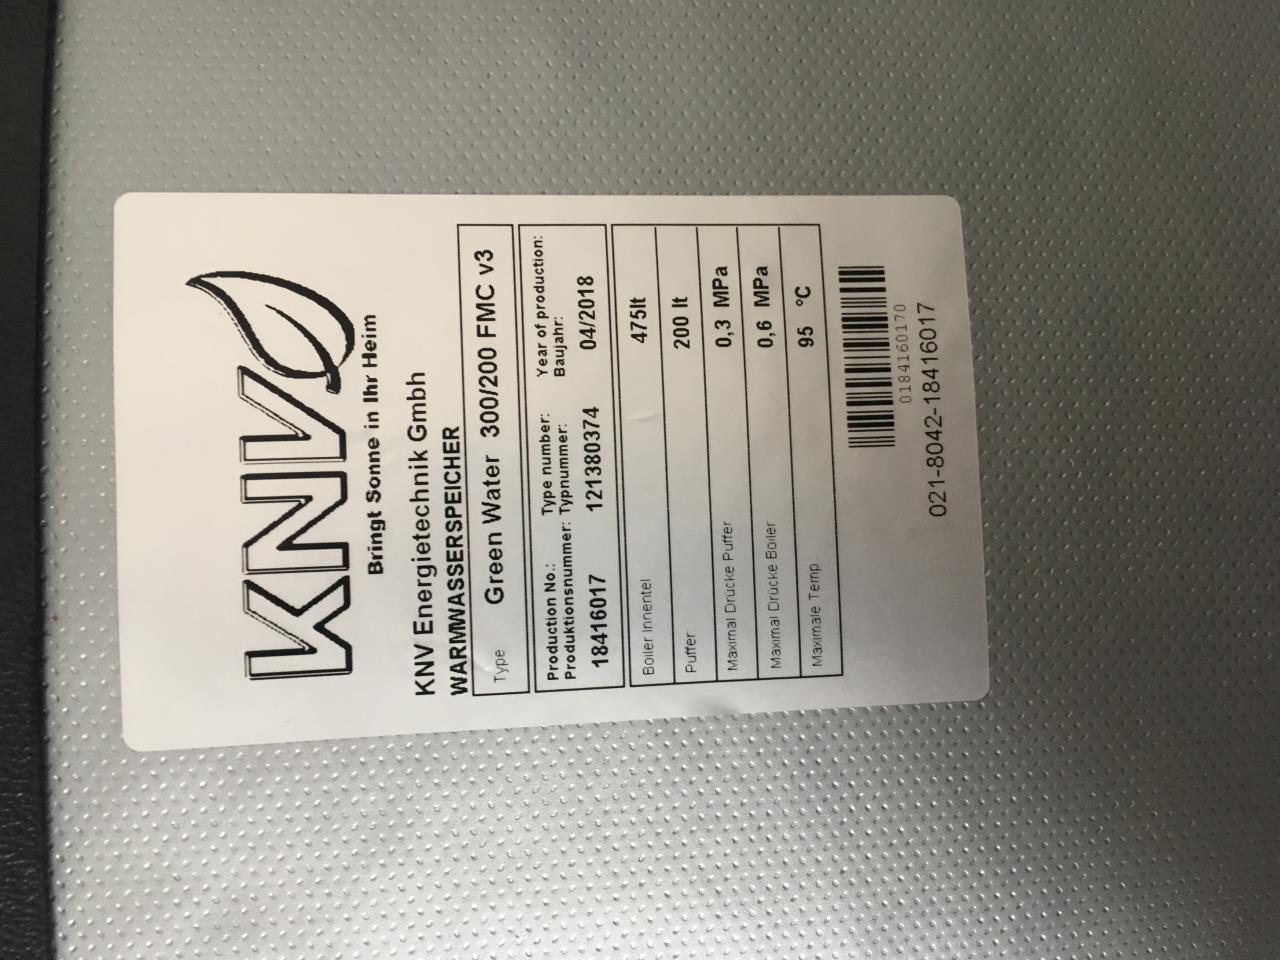 KNV
Bringt Sonne in Ihr Heim
KNV Energietechnik Gmbh
WARMWASSERSPEICHER
Type Green Water 300/200 FMC v3
Production No.: Type number: Year of production:
Produktionsnummer: Typnummer: Baujahr:
18416017 121380374 04/2018
Boiler Innentel 475lt
Puffer 200 lt
Maximal Drücke Puffer 0,3 MPa
Maximal Drücke Boiler 0,6 MPa
Maximale Temp. 95 °C
0184160170
021-8042-18416017